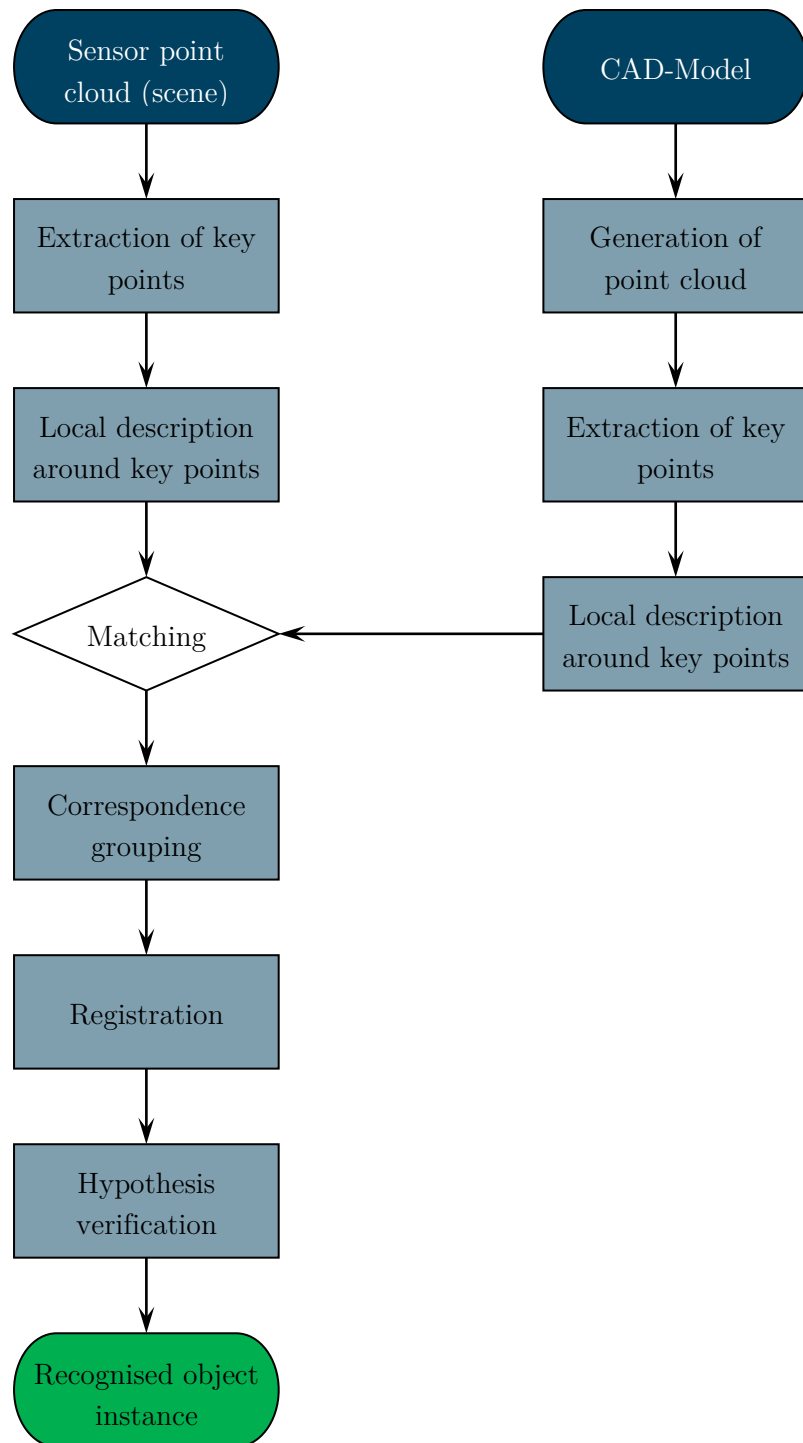 Sensor point
cloud (scene)
Extraction of key
points
Local description
around key points
Matching
Correspondence
grouping
Registration
Hypothesis
verification
Recognised object
instance
CAD-Model
Generation of
point cloud
Extraction of key
points
Local description
around key points